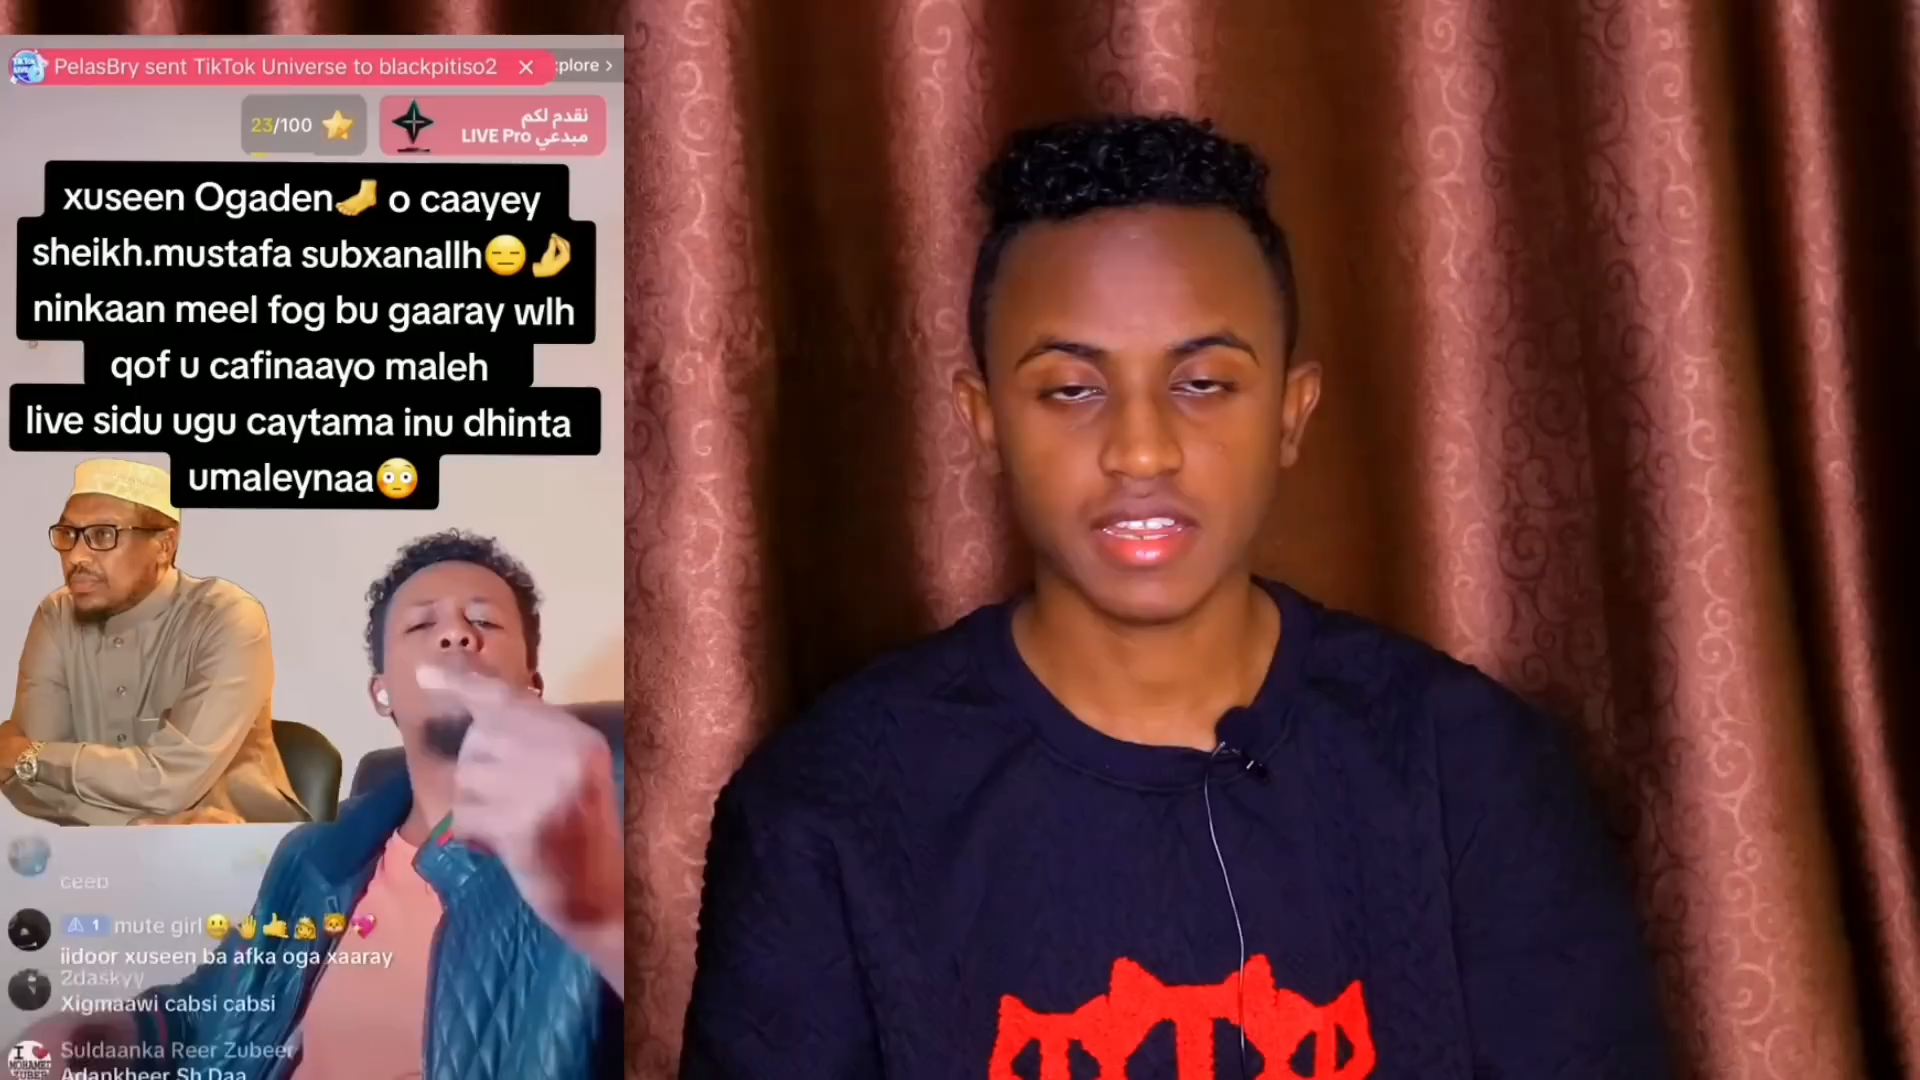 PelasBry sent TikTok Universe to blackpitiso2
xplore >
23/100
نقدم لكم
مبدعي LIVE Pro
xuseen Ogaden🦶 o caayey
sheikh.mustafa subxanallh😑🤌
ninkaan meel fog bu gaaray wlh
qof u cafinaayo maleh
live sidu ugu caytama inu dhinta
umaleynaa😳
ceeb
1 mute girl
iidoor xuseen ba afka oga xaaray
2daskyy
Xigmaawi cabsi cabsi
Suldaanka Reer Zubeer
Adankheer Sh Daa